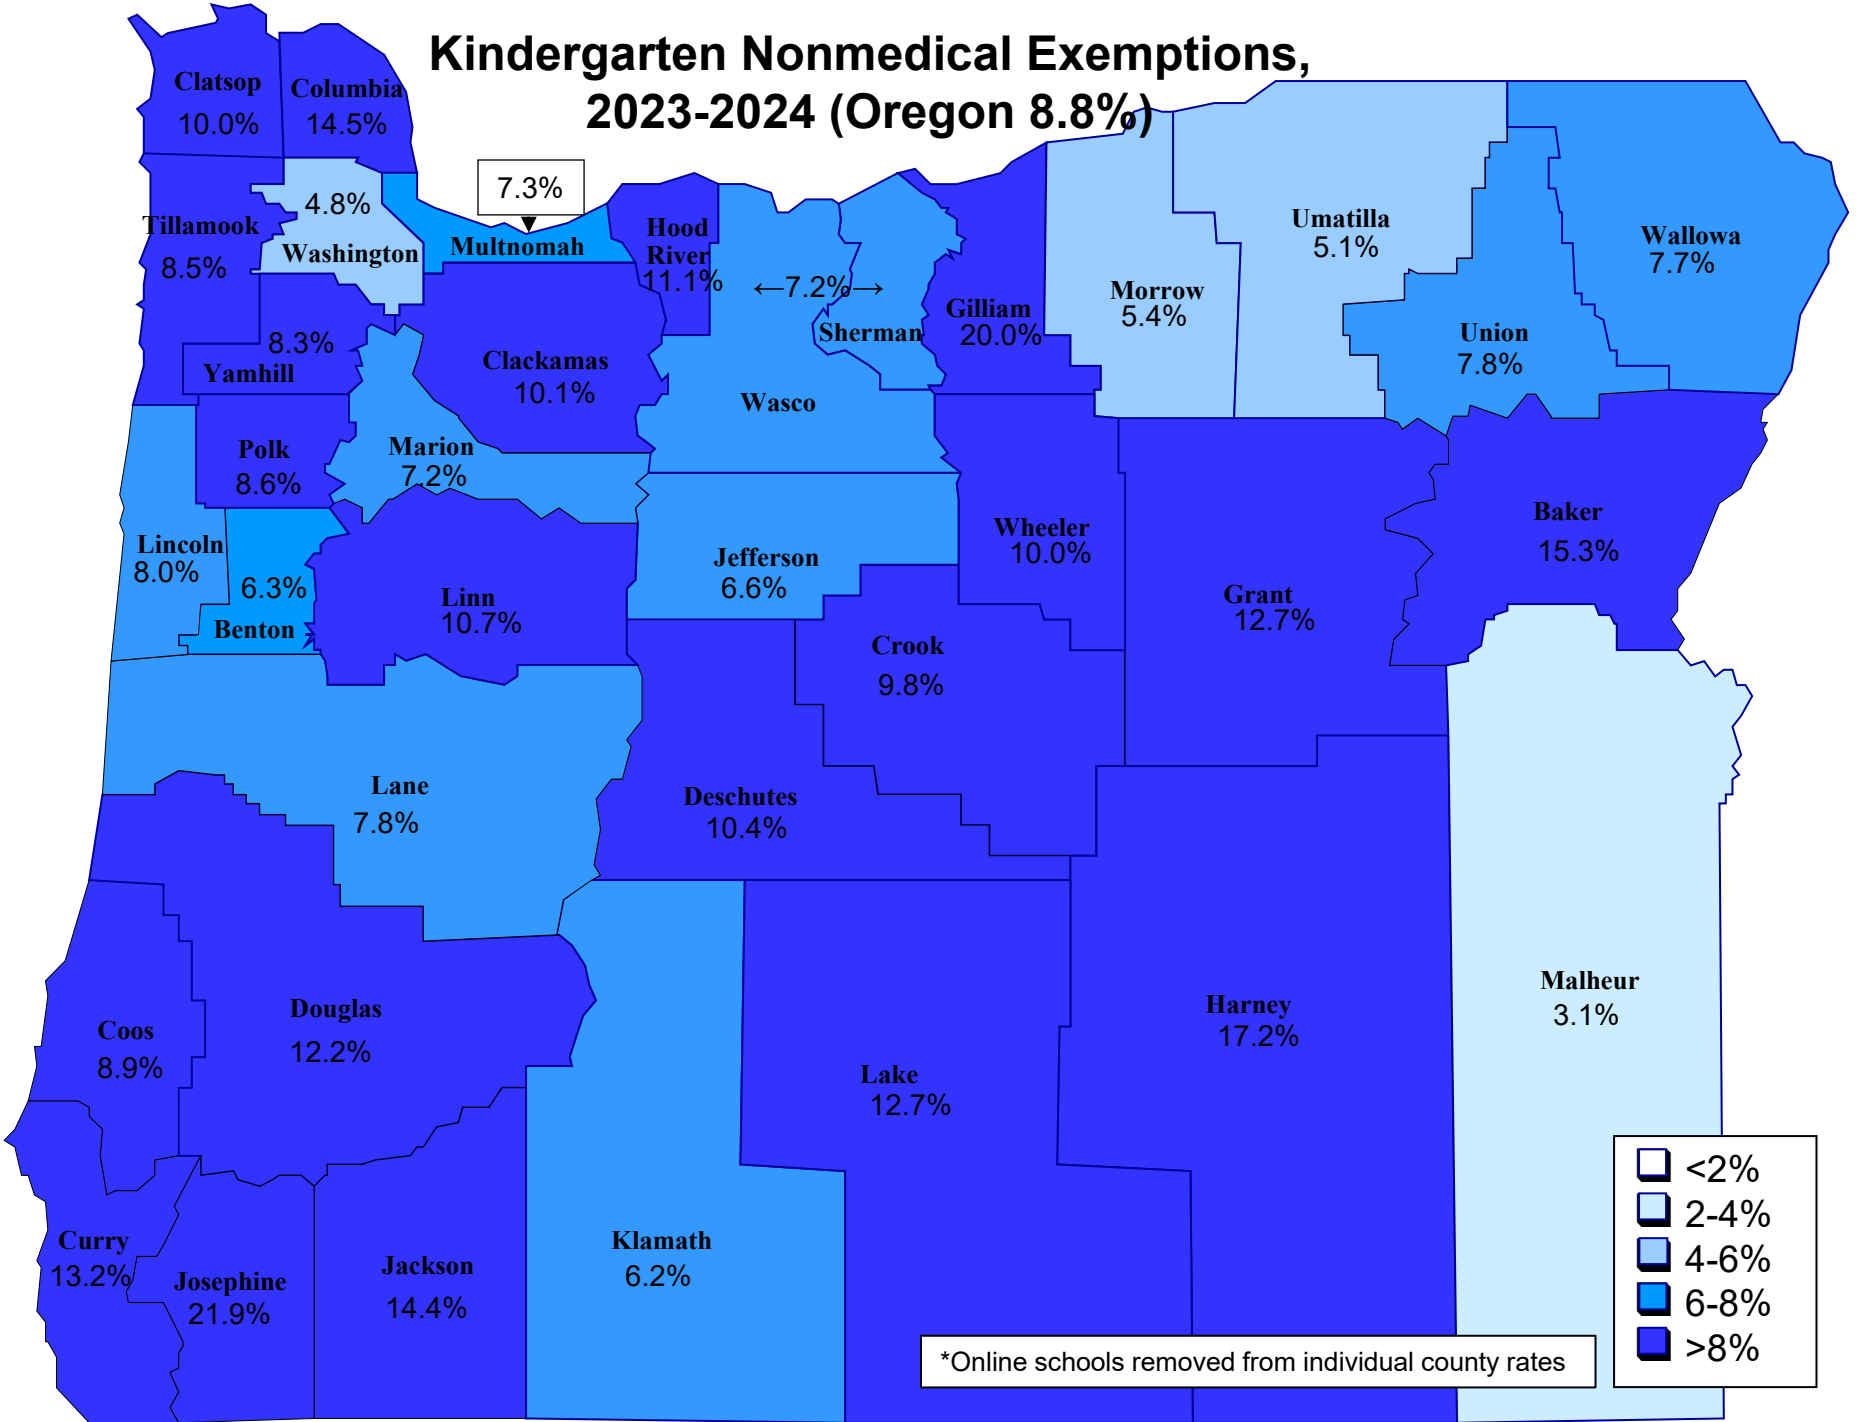 Kindergarten Nonmedical Exemptions,
2023-2024 (Oregon 8.8%)
Clatsop
10.0%
Columbia
14.5%
Tillamook
8.5%
4.8%
Washington
7.3%
Multnomah
Hood
River
11.1%
←7.2%→
Sherman
Wasco
Gilliam
20.0%
Morrow
5.4%
Umatilla
5.1%
Wallowa
7.7%
Union
7.8%
8.3%
Yamhill
Clackamas
10.1%
Polk
8.6%
Marion
7.2%
Lincoln
8.0%
6.3%
Benton
Linn
10.7%
Jefferson
6.6%
Wheeler
10.0%
Grant
12.7%
Baker
15.3%
Crook
9.8%
Lane
7.8%
Deschutes
10.4%
Coos
8.9%
Douglas
12.2%
Lake
12.7%
Harney
17.2%
Malheur
3.1%
Curry
13.2%
Josephine
21.9%
Jackson
14.4%
Klamath
6.2%
<2%
2-4%
4-6%
6-8%
>8%
*Online schools removed from individual county rates